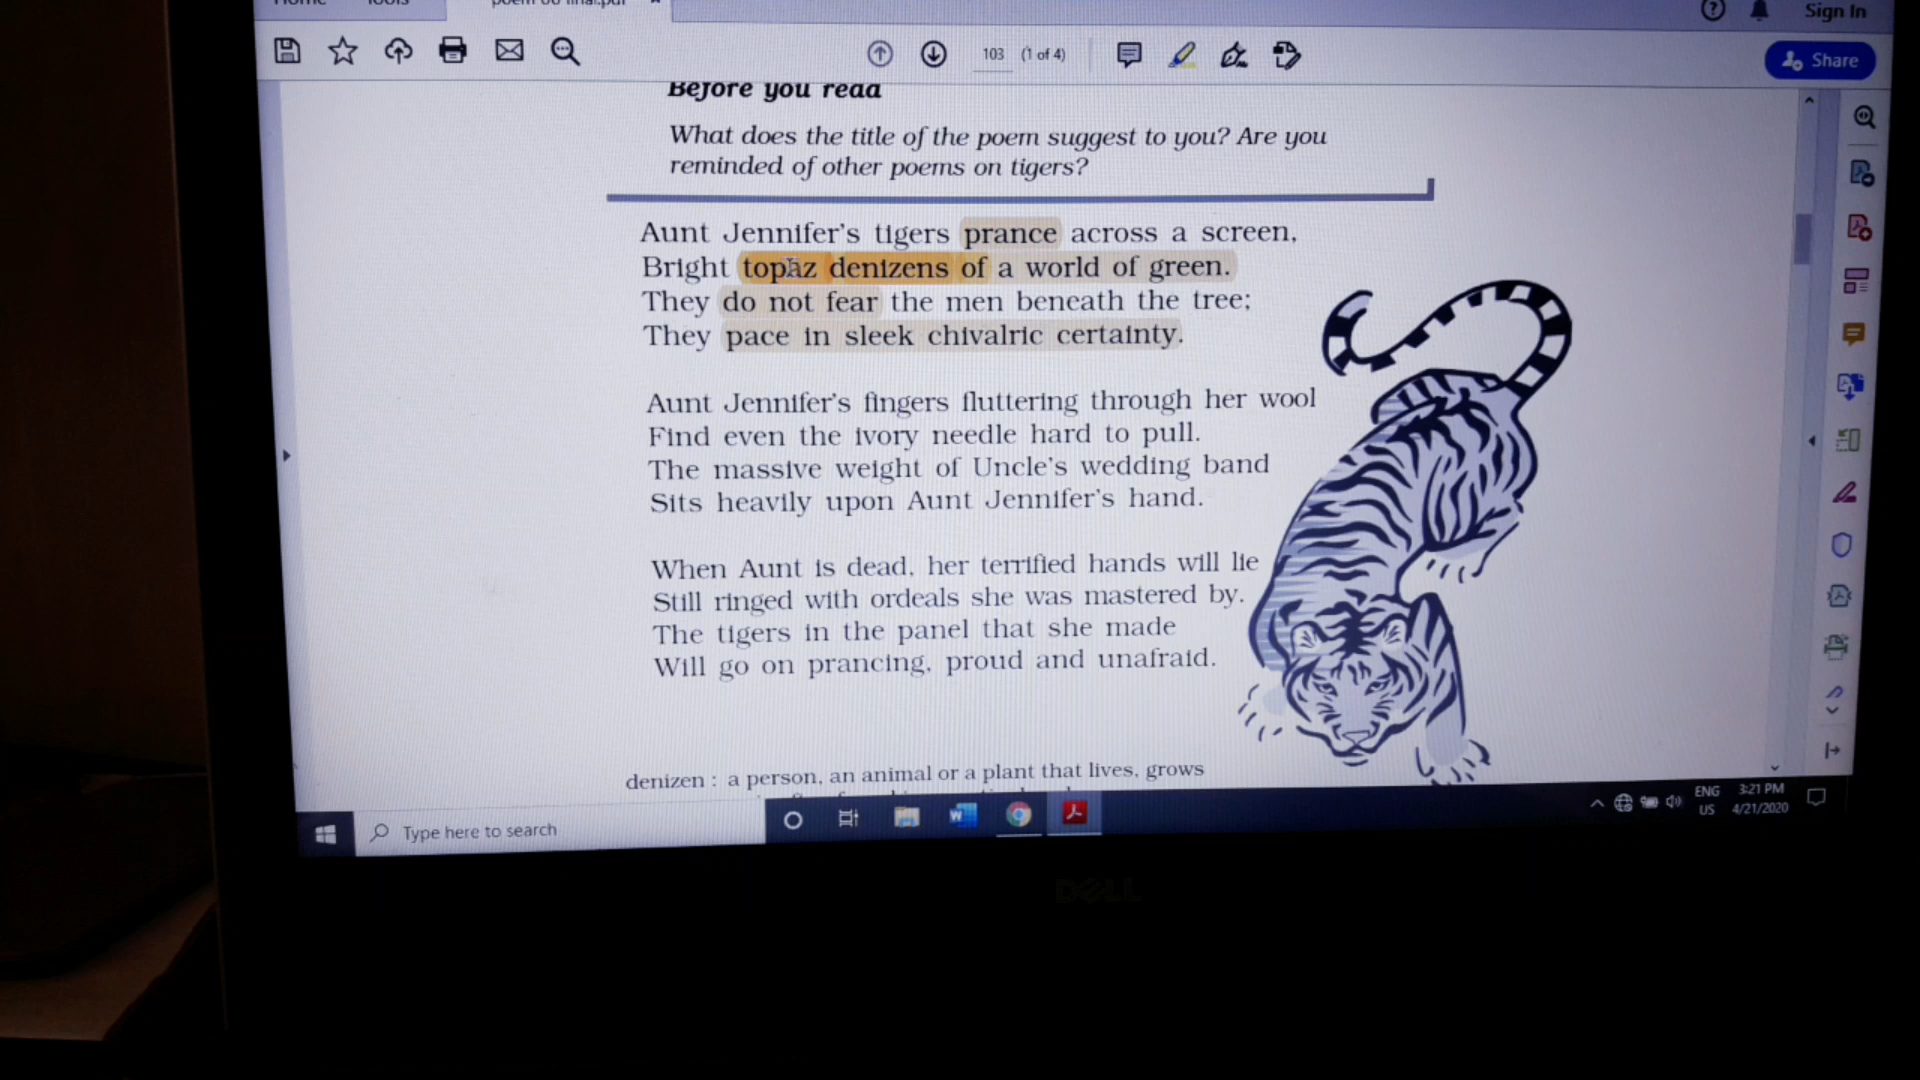 Home Tools poem 06 final.pdf
Sign In
103 (1 of 4)
Share
Before you read
What does the title of the poem suggest to you? Are you
reminded of other poems on tigers?
Aunt Jennifer's tigers prance across a screen,
Bright topaz denizens of a world of green.
They do not fear the men beneath the tree;
They pace in sleek chivalric certainty.
Aunt Jennifer's fingers fluttering through her wool
Find even the ivory needle hard to pull.
The massive weight of Uncle's wedding band
Sits heavily upon Aunt Jennifer's hand.
When Aunt is dead, her terrified hands will lie
Still ringed with ordeals she was mastered by.
The tigers in the panel that she made
Will go on prancing, proud and unafraid.
denizen : a person, an animal or a plant that lives, grows
Type here to search
ENG
US
3:21 PM
4/21/2020
DELL